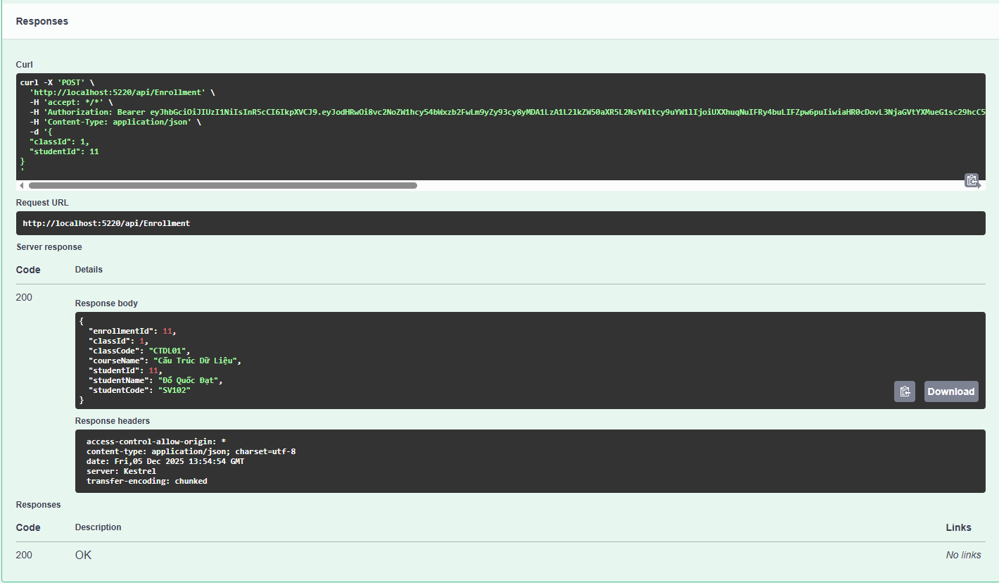 Responses
Curl
curl -X 'POST' \
'http://localhost:5220/api/Enrollment' \
-H 'accept: */*' \
-H 'Authorization: Bearer eyJhbGciOiJIUzI1NiIsInR5cCI6IkpXVCJ9
-H 'Content-Type: application/json' \
-d '{
"classId": 1,
"studentId": 11
}
'
Request URL
http://localhost:5220/api/Enrollment
Server response
Code Details
200
Response body
{
"enrollmentId": 11,
"classId": 1,
"classCode": "CTDL01",
"courseName": "Cấu Trúc Dữ Liệu",
"studentId": 11,
"studentName": "Đỗ Quốc Đạt",
"studentCode": "SV102"
}
Download
Response headers
access-control-allow-origin: *
content-type: application/json; charset=utf-8
date: Fri,05 Dec 2025 13:54:54 GMT
server: Kestrel
transfer-encoding: chunked
Responses
Code Description Links
200 OK No links